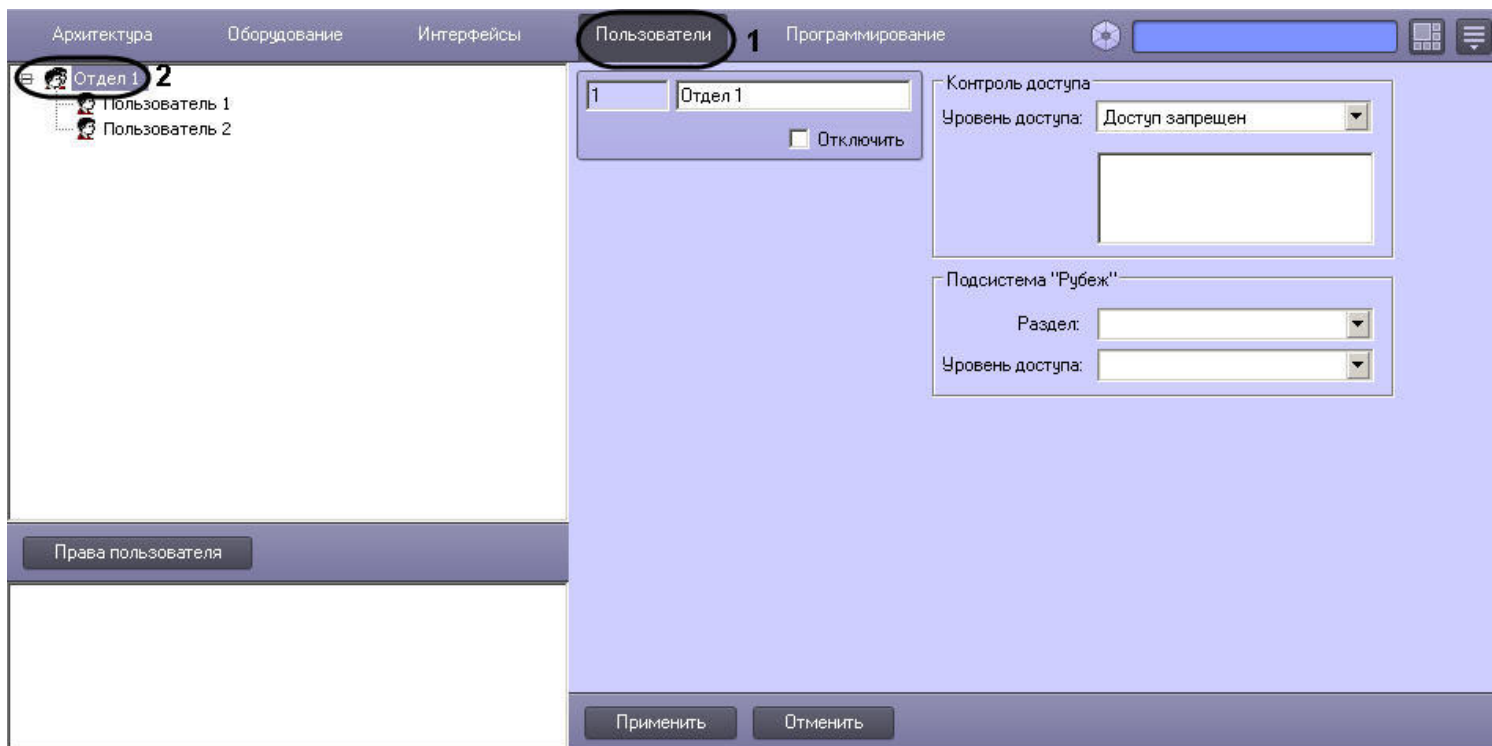 Архитектура Оборудование Интерфейсы Пользователи 1 Программирование
Отдел 1 2
Пользователь 1
Пользователь 2
1 Отдел 1
Отключить
Контроль доступа
Уровень доступа: Доступ запрещен
Подсистема "Рубеж"
Раздел:
Уровень доступа:
Права пользователя
Применить Отменить